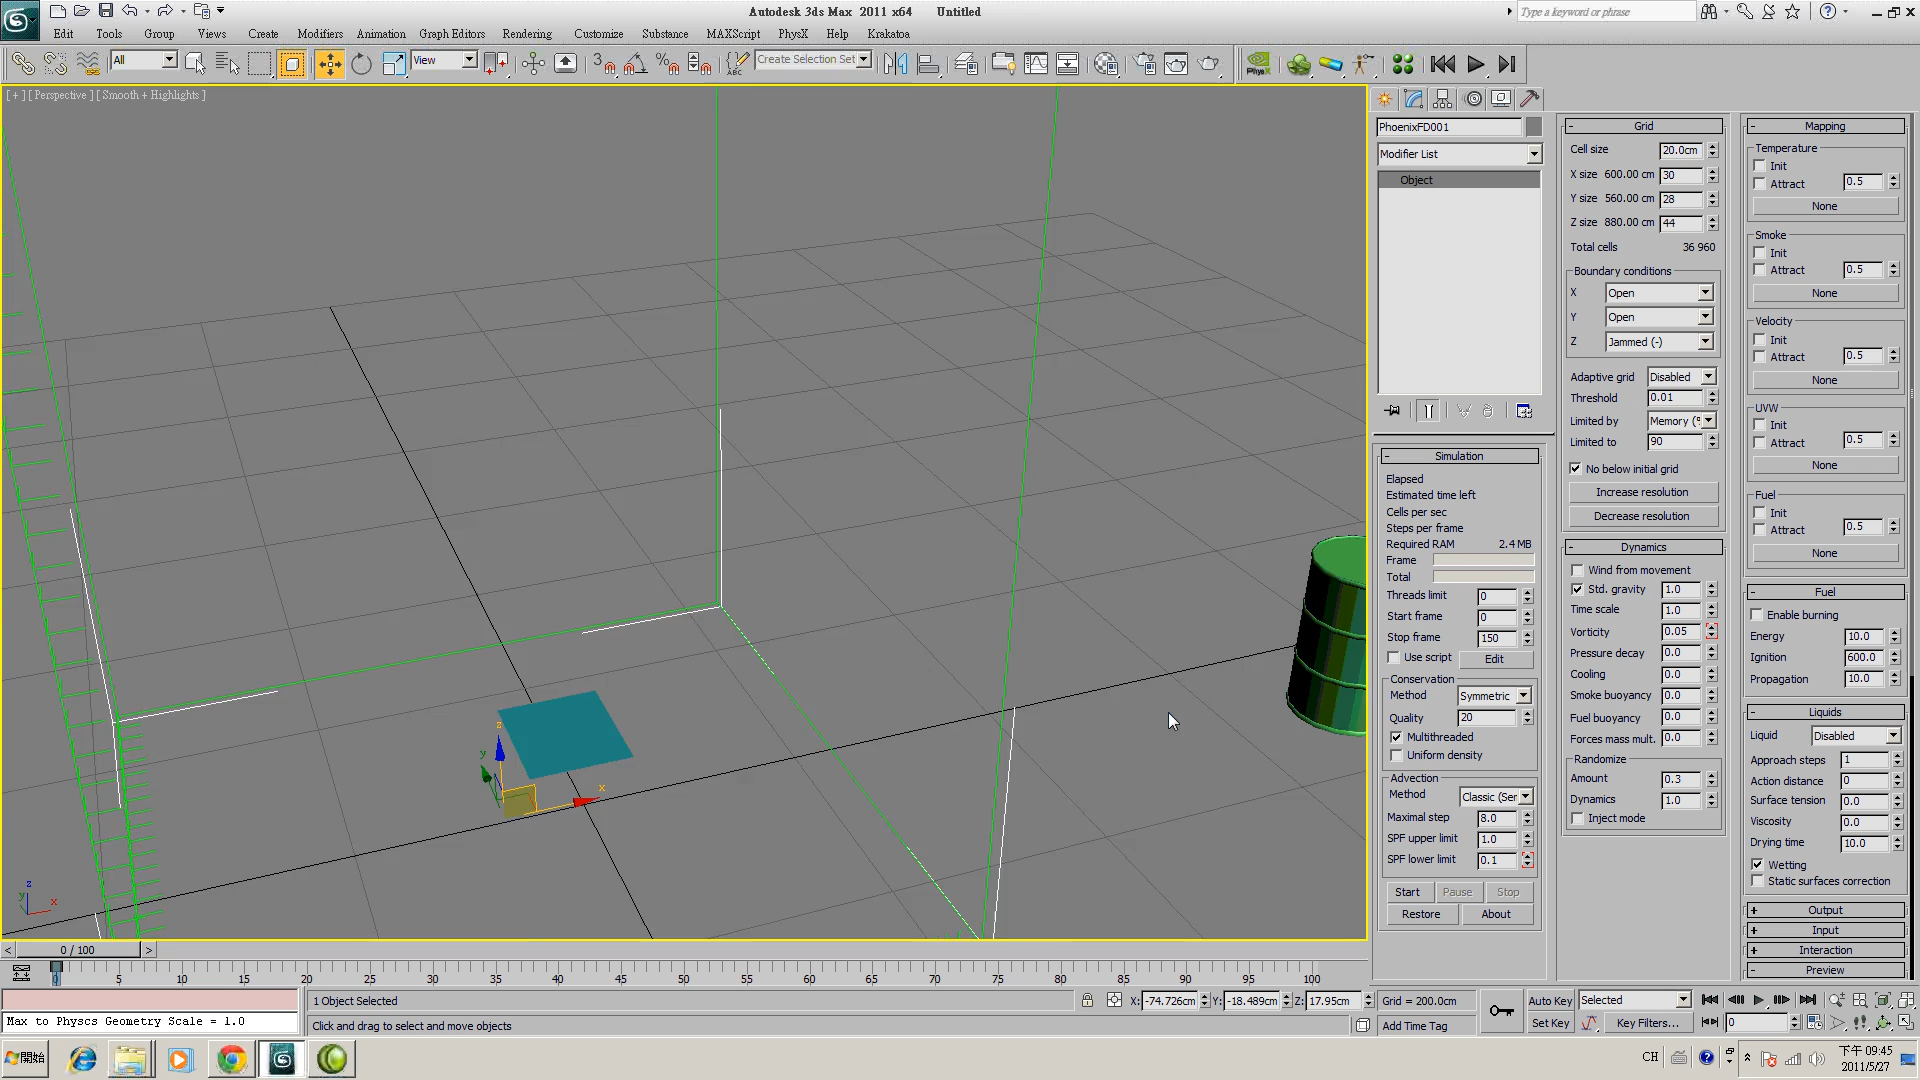 Autodesk 3ds Max 2011 x64 Untitled
Type a keyword or phrase
Edit Tools Group Views Create Modifiers Animation Graph Editors Rendering Customize Substance MAXScript PhysX Help Krakatoa
All View Create Selection Set
[ + ] [ Perspective ] [ Smooth + Highlights ]
PhoenixFD001
Modifier List
Object
Simulation
Elapsed
Estimated time left
Cells per sec
Steps per frame
Required RAM 2.4 MB
Frame
Total
Threads limit 0
Start frame 0
Stop frame 150
Use script Edit
Conservation
Method Symmetric
Quality 20
Multithreaded
Uniform density
Advection
Method Classic (Ser
Maximal step 8.0
SPF upper limit 1.0
SPF lower limit 0.1
Start Pause Stop
Restore About
Grid
Cell size 20.0cm
X size 600.00 cm 30
Y size 560.00 cm 28
Z size 880.00 cm 44
Total cells 36 960
Boundary conditions
X Open
Y Open
Z Jammed (-)
Adaptive grid Disabled
Threshold 0.01
Limited by Memory (%
Limited to 90
No below initial grid
Increase resolution
Decrease resolution
Dynamics
Wind from movement
Std. gravity 1.0
Time scale 1.0
Vorticity 0.05
Pressure decay 0.0
Cooling 0.0
Smoke buoyancy 0.0
Fuel buoyancy 0.0
Forces mass mult. 0.0
Randomize
Amount 0.3
Dynamics 1.0
Inject mode
Mapping
Temperature
Init
Attract 0.5
None
Smoke
Init
Attract 0.5
None
Velocity
Init
Attract 0.5
None
UVW
Init
Attract 0.5
None
Fuel
Init
Attract 0.5
None
Fuel
Enable burning
Energy 10.0
Ignition 600.0
Propagation 10.0
Liquids
Liquid Disabled
Approach steps 1
Action distance 0
Surface tension 0.0
Viscosity 0.0
Drying time 10.0
Wetting
Static surfaces correction
Output
Input
Interaction
Preview
z y x
z y x
0 / 100
0 5 10 15 20 25 30 35 40 45 50 55 60 65 70 75 80 85 90 95 100
1 Object Selected X: -74.726cm Y: -18.489cm Z: 17.95cm Grid = 200.0cm Auto Key Selected
Max to Physcs Geometry Scale = 1.0
Click and drag to select and move objects Add Time Tag Set Key Key Filters... 0
開始 CH 下午 09:45
2011/5/27